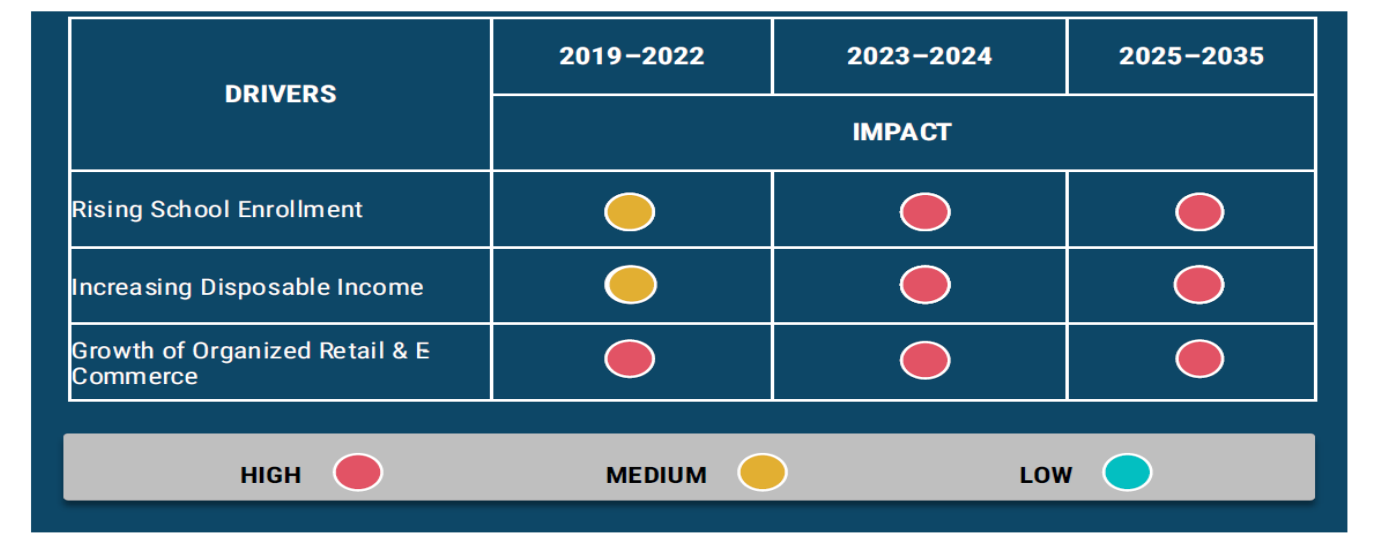 DRIVERS
2019–2022
2023–2024
2025–2035
IMPACT
Rising School Enrollment
Increasing Disposable Income
Growth of Organized Retail & E
Commerce
HIGH
MEDIUM
LOW